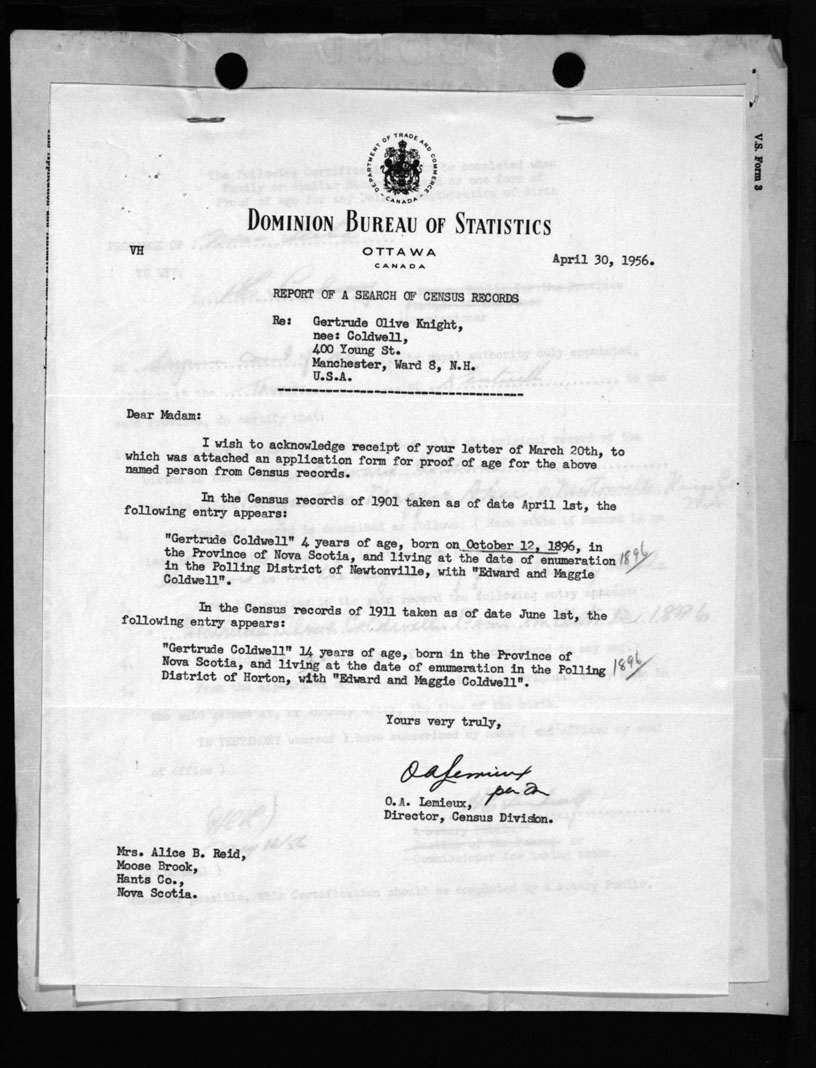 V.S. Form 3
DEPARTMENT OF TRADE AND COMMERCE
CANADA
DOMINION BUREAU OF STATISTICS
OTTAWA
CANADA
VH
April 30, 1956.
REPORT OF A SEARCH OF CENSUS RECORDS
Re: Gertrude Olive Knight,
nee: Coldwell,
400 Young St.
Manchester, Ward 8, N.H.
U.S.A.
Dear Madam:
I wish to acknowledge receipt of your letter of March 20th, to
which was attached an application form for proof of age for the above
named person from Census records.
In the Census records of 1901 taken as of date April 1st, the
following entry appears:
"Gertrude Coldwell" 4 years of age, born on October 12, 1896, in
the Province of Nova Scotia, and living at the date of enumeration 1896/
in the Polling District of Newtonville, with "Edward and Maggie
Coldwell".
In the Census records of 1911 taken as of date June 1st, the
following entry appears:
"Gertrude Coldwell" 14 years of age, born in the Province of
Nova Scotia, and living at the date of enumeration in the Polling 1896/
District of Horton, with "Edward and Maggie Coldwell".
Yours very truly,
OALemieux
per
O.A. Lemieux,
Director, Census Division.
Mrs. Alice B. Reid,
Moose Brook,
Hants Co.,
Nova Scotia.